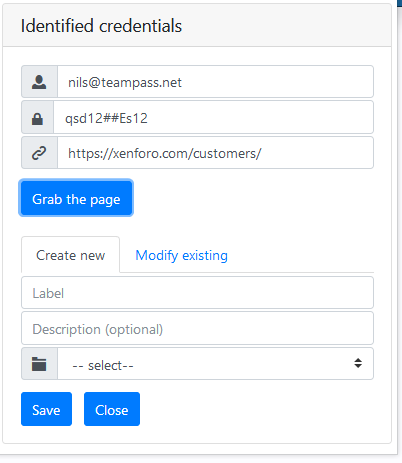 Identified credentials
nils@teampass.net
qsd12##Es12
https://xenforo.com/customers/
Grab the page
Create new Modify existing
Label
Description (optional)
-- select--
Save Close